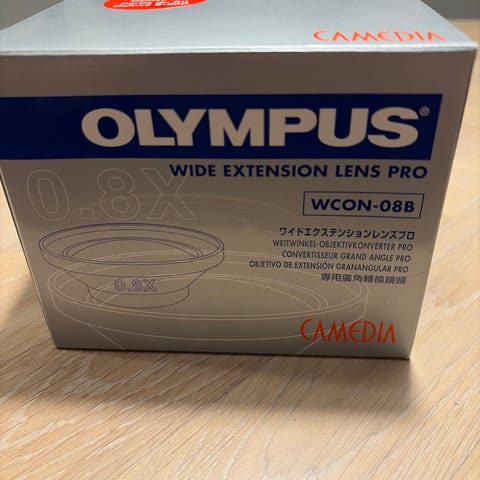 CAMEDIA
OLYMPUS®
WIDE EXTENSION LENS PRO
0.8X
WCON-08B
ワイドエクステンションレンズプロ
WEITWINKEL-OBJEKTIVKONVERTER PRO
CONVERTISSEUR GRAND ANGLE PRO
OBJETIVO DE EXTENSIÓN GRANANGULAR PRO
専用廣角轉換鏡頭
0.8X
CAMEDIA